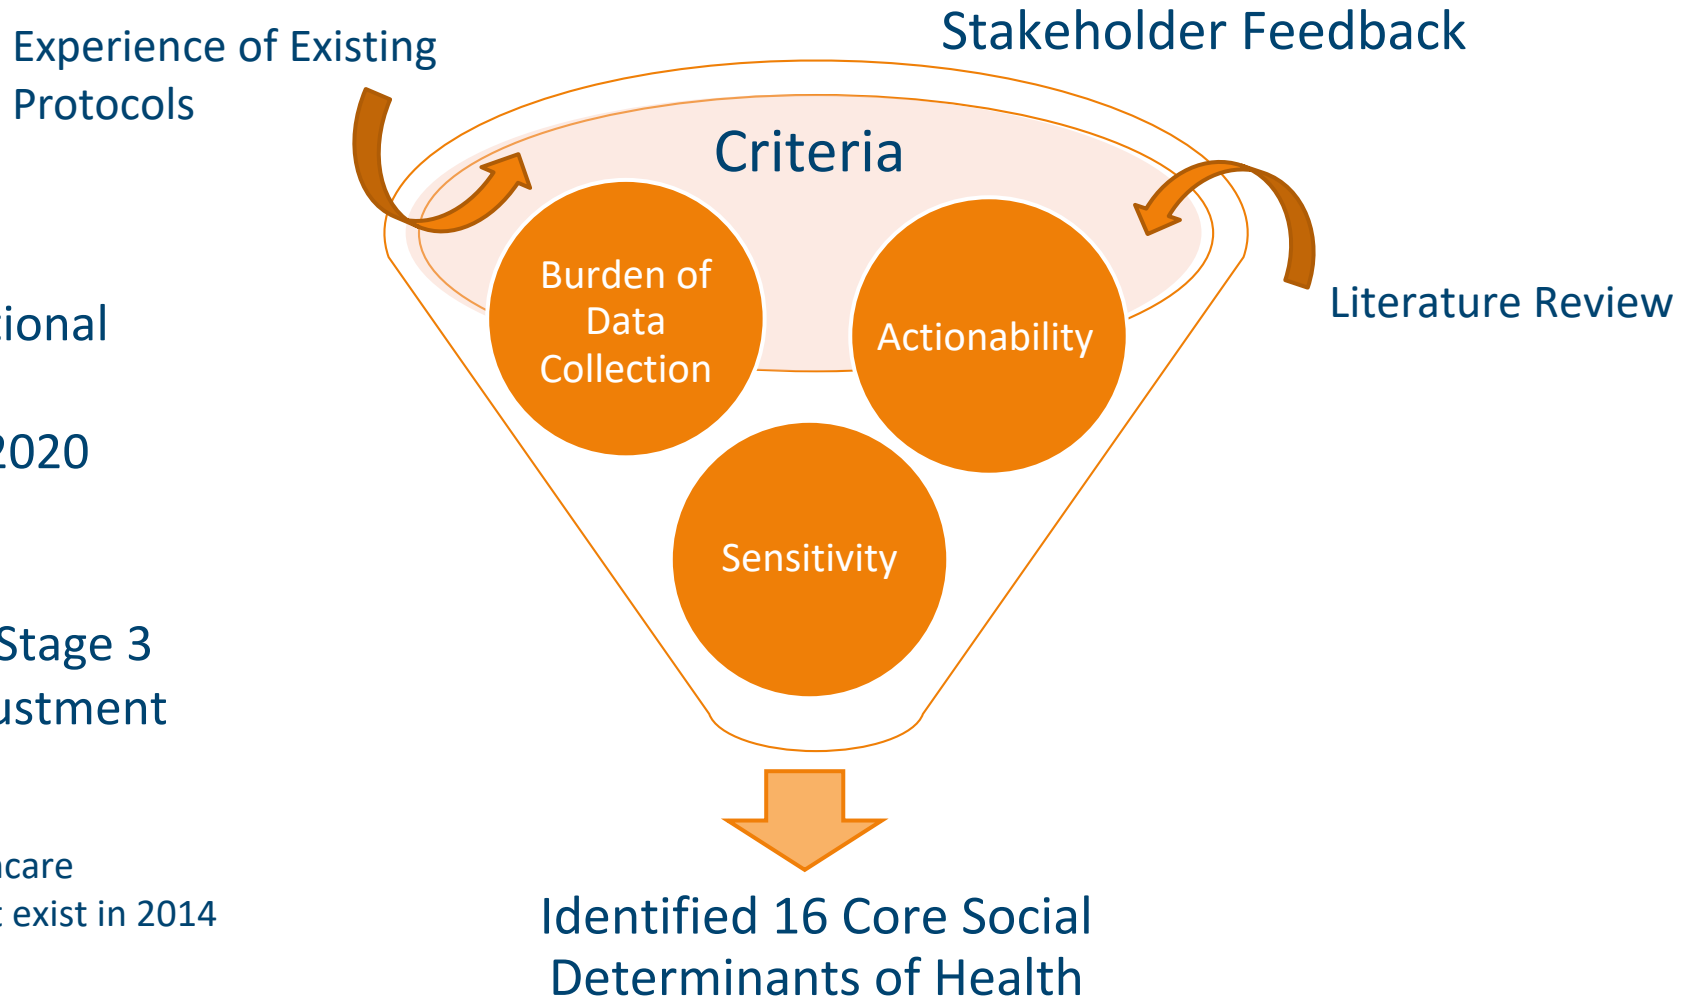 Experience of Existing
Protocols
Stakeholder Feedback
Criteria
Burden of
Data
Collection
Actionability
Literature Review
Sensitivity
tional
2020
Stage 3
ustment
care
exist in 2014
Identified 16 Core Social
Determinants of Health